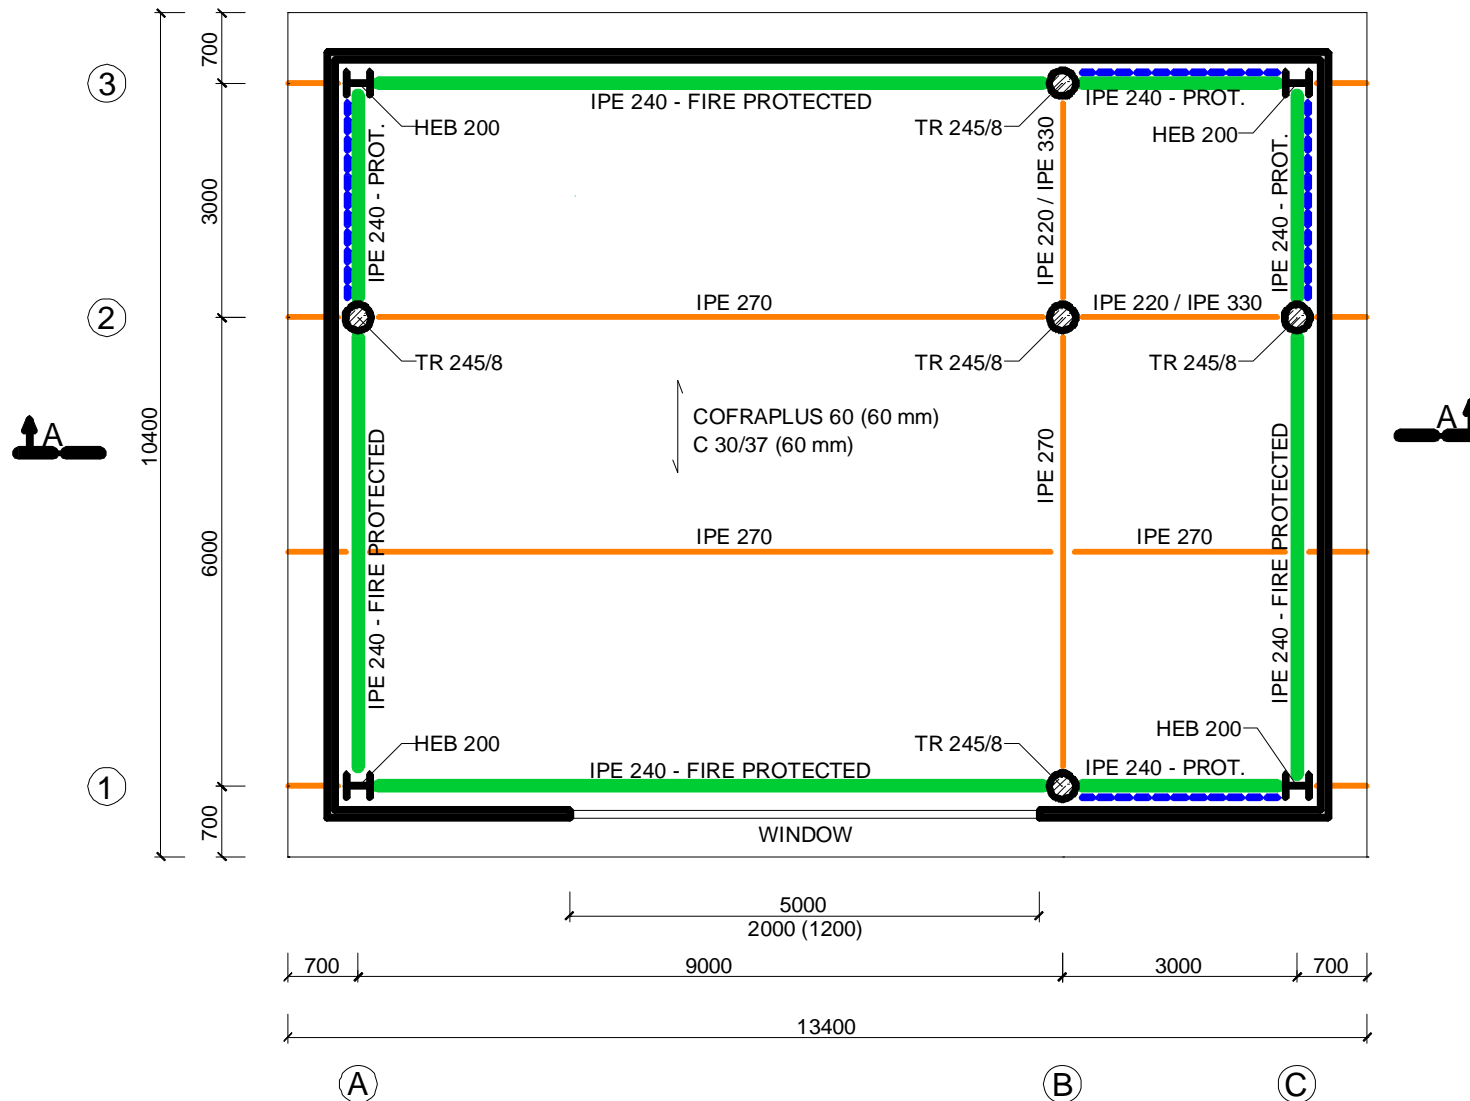 700
3
IPE 240 - FIRE PROTECTED
IPE 240 - PROT.
HEB 200
TR 245/8
HEB 200
IPE 240 - PROT.
IPE 220 / IPE 330
IPE 240 - PROT.
3000
2
IPE 270
IPE 220 / IPE 330
TR 245/8
TR 245/8
TR 245/8
COFRAPLUS 60 (60 mm)
C 30/37 (60 mm)
A
A
10400
IPE 240 - FIRE PROTECTED
IPE 270
IPE 240 - FIRE PROTECTED
6000
IPE 270
IPE 270
HEB 200
TR 245/8
HEB 200
IPE 240 - FIRE PROTECTED
IPE 240 - PROT.
1
700
WINDOW
5000
2000 (1200)
700
9000
3000
700
13400
A
B
C